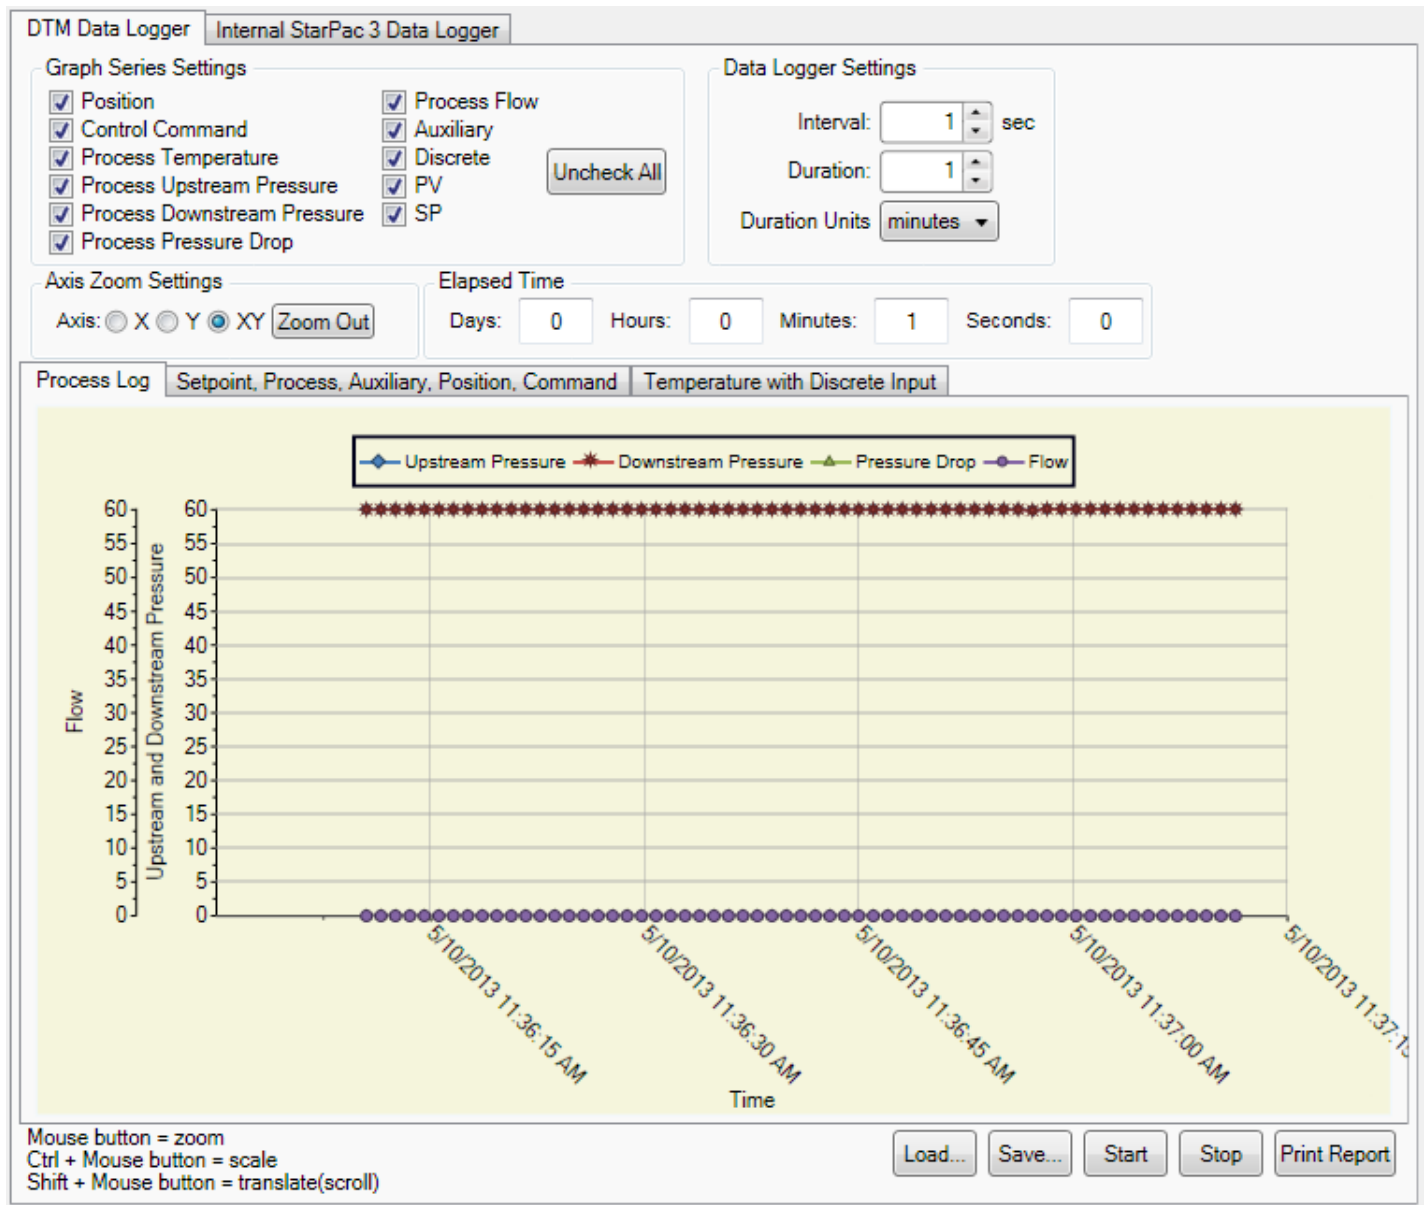 DTM Data Logger
Internal StarPac 3 Data Logger
Graph Series Settings
Position
Control Command
Process Temperature
Process Upstream Pressure
Process Downstream Pressure
Process Pressure Drop
Process Flow
Auxiliary
Discrete
PV
SP
Uncheck All
Data Logger Settings
Interval: 1 sec
Duration: 1
Duration Units minutes
Axis Zoom Settings
Axis: X Y XY Zoom Out
Elapsed Time
Days: 0 Hours: 0 Minutes: 1 Seconds: 0
Process Log
Setpoint, Process, Auxiliary, Position, Command
Temperature with Discrete Input
Upstream Pressure Downstream Pressure Pressure Drop Flow
Flow
60
55
50
45
40
35
30
25
20
15
10
5
0
Upstream and Downstream Pressure
60
55
50
45
40
35
30
25
20
15
10
5
0
5/10/2013 11:36:15 AM
5/10/2013 11:36:30 AM
5/10/2013 11:36:45 AM
5/10/2013 11:37:00 AM
5/10/2013 11:37:15
Time
Mouse button = zoom
Ctrl + Mouse button = scale
Shift + Mouse button = translate(scroll)
Load...
Save...
Start
Stop
Print Report